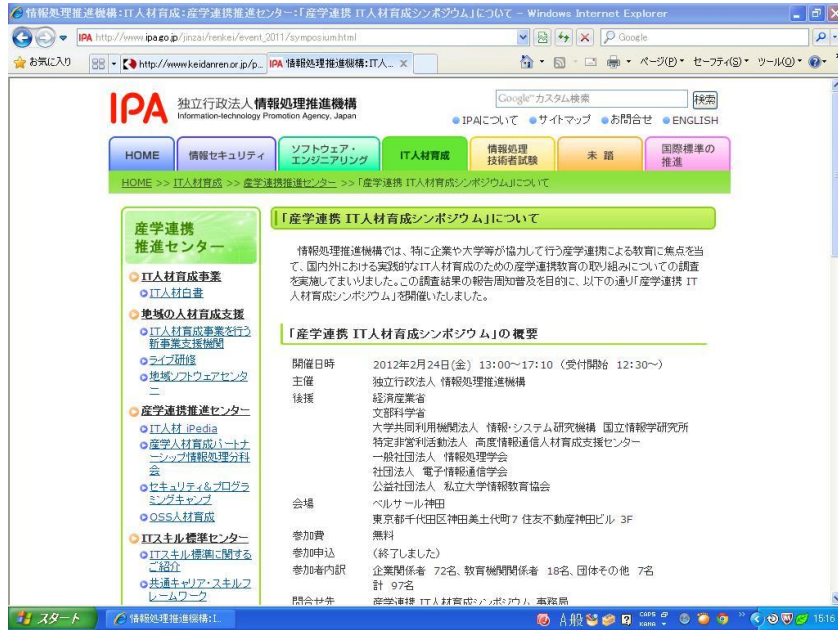 情報処理推進機構:IT人材育成:産学連携推進センター:「産学連携 IT人材育成シンポジウム」について - Windows Internet Explorer
IPA http://www.ipa.go.jp/jinzai/renkei/event_2011/symposium.html
Google
お気に入り
http://www.keidanren.or.jp/p...
IPA 情報処理推進機構:IT人...
ページ(P)
セーフティ(S)
ツール(O)
IPA 独立行政法人 情報処理推進機構
Information-technology Promotion Agency, Japan
Google カスタム検索
検索
IPAについて サイトマップ お問合せ ENGLISH
HOME
情報セキュリティ
ソフトウェア・
エンジニアリング
IT人材育成
情報処理
技術者試験
未踏
国際標準の
推進
HOME >> IT人材育成 >> 産学連携推進センター >> 「産学連携 IT人材育成シンポジウム」について
産学連携
推進センター
IT人材育成事業
IT人材白書
地域の人材育成支援
IT人材育成事業を行う
新事業支援機関
ライブ研修
地域ソフトウェアセンタ
ー
産学連携推進センター
IT人材 iPedia
産学人材育成パートナ
ーシップ情報処理分科
会
セキュリティ&プログラ
ミングキャンプ
OSS人材育成
ITスキル標準センター
ITスキル標準に関する
ご紹介
共通キャリア・スキルフ
レームワーク
「産学連携 IT人材育成シンポジウム」について
情報処理推進機構では、特に企業や大学等が協力して行う産学連携による教育に焦点を当
て、国内外における実践的なIT人材育成のための産学連携教育の取り組みについての調査
を実施してまいりました。この調査結果の報告周知普及を目的に、以下の通り「産学連携 IT
人材育成シンポジウム」を開催いたしました。
「産学連携 IT人材育成シンポジウム」の概要
開催日時 2012年2月24日(金) 13:00~17:10 (受付開始 12:30~)
主催 独立行政法人 情報処理推進機構
後援 経済産業省
文部科学省
大学共同利用機関法人 情報・システム研究機構 国立情報学研究所
特定非営利活動法人 高度情報通信人材育成支援センター
一般社団法人 情報処理学会
社団法人 電子情報通信学会
公益社団法人 私立大学情報教育協会
会場 ベルサール神田
東京都千代田区神田美土代町7 住友不動産神田ビル 3F
参加費 無料
参加申込 (終了しました)
参加者内訳 企業関係者 72名、教育機関関係者 18名、団体その他 7名
計 97名
問合せ先 産学連携 IT人材育成シンポジウム 事務局
スタート
情報処理推進機構:I...
A 般
CAPS
KANA
15:16